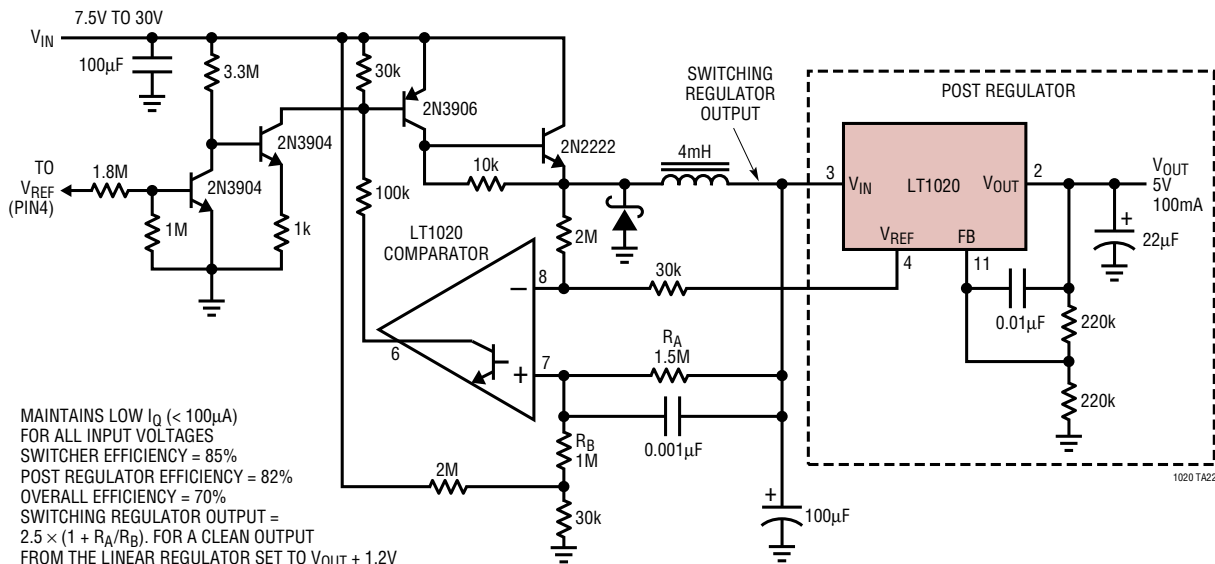 7.5V TO 30V
VIN
100µF
3.3M
30k
2N3906
2N3904
2N2222
TO
VREF
(PIN4)
1.8M
2N3904
1M
1k
100k
10k
SWITCHING
REGULATOR
OUTPUT
4mH
2M
LT1020
COMPARATOR
8
–
30k
6
7
+
RA
1.5M
0.001µF
RB
1M
2M
30k
+
100µF
POST REGULATOR
3
VIN
LT1020
VOUT
2
VREF
FB
4
11
VOUT
5V
100mA
+
22µF
0.01µF
220k
220k
1020 TA22
MAINTAINS LOW IQ (< 100µA)
FOR ALL INPUT VOLTAGES
SWITCHER EFFICIENCY = 85%
POST REGULATOR EFFICIENCY = 82%
OVERALL EFFICIENCY = 70%
SWITCHING REGULATOR OUTPUT =
2.5 × (1 + RA/RB). FOR A CLEAN OUTPUT
FROM THE LINEAR REGULATOR SET TO VOUT + 1.2V